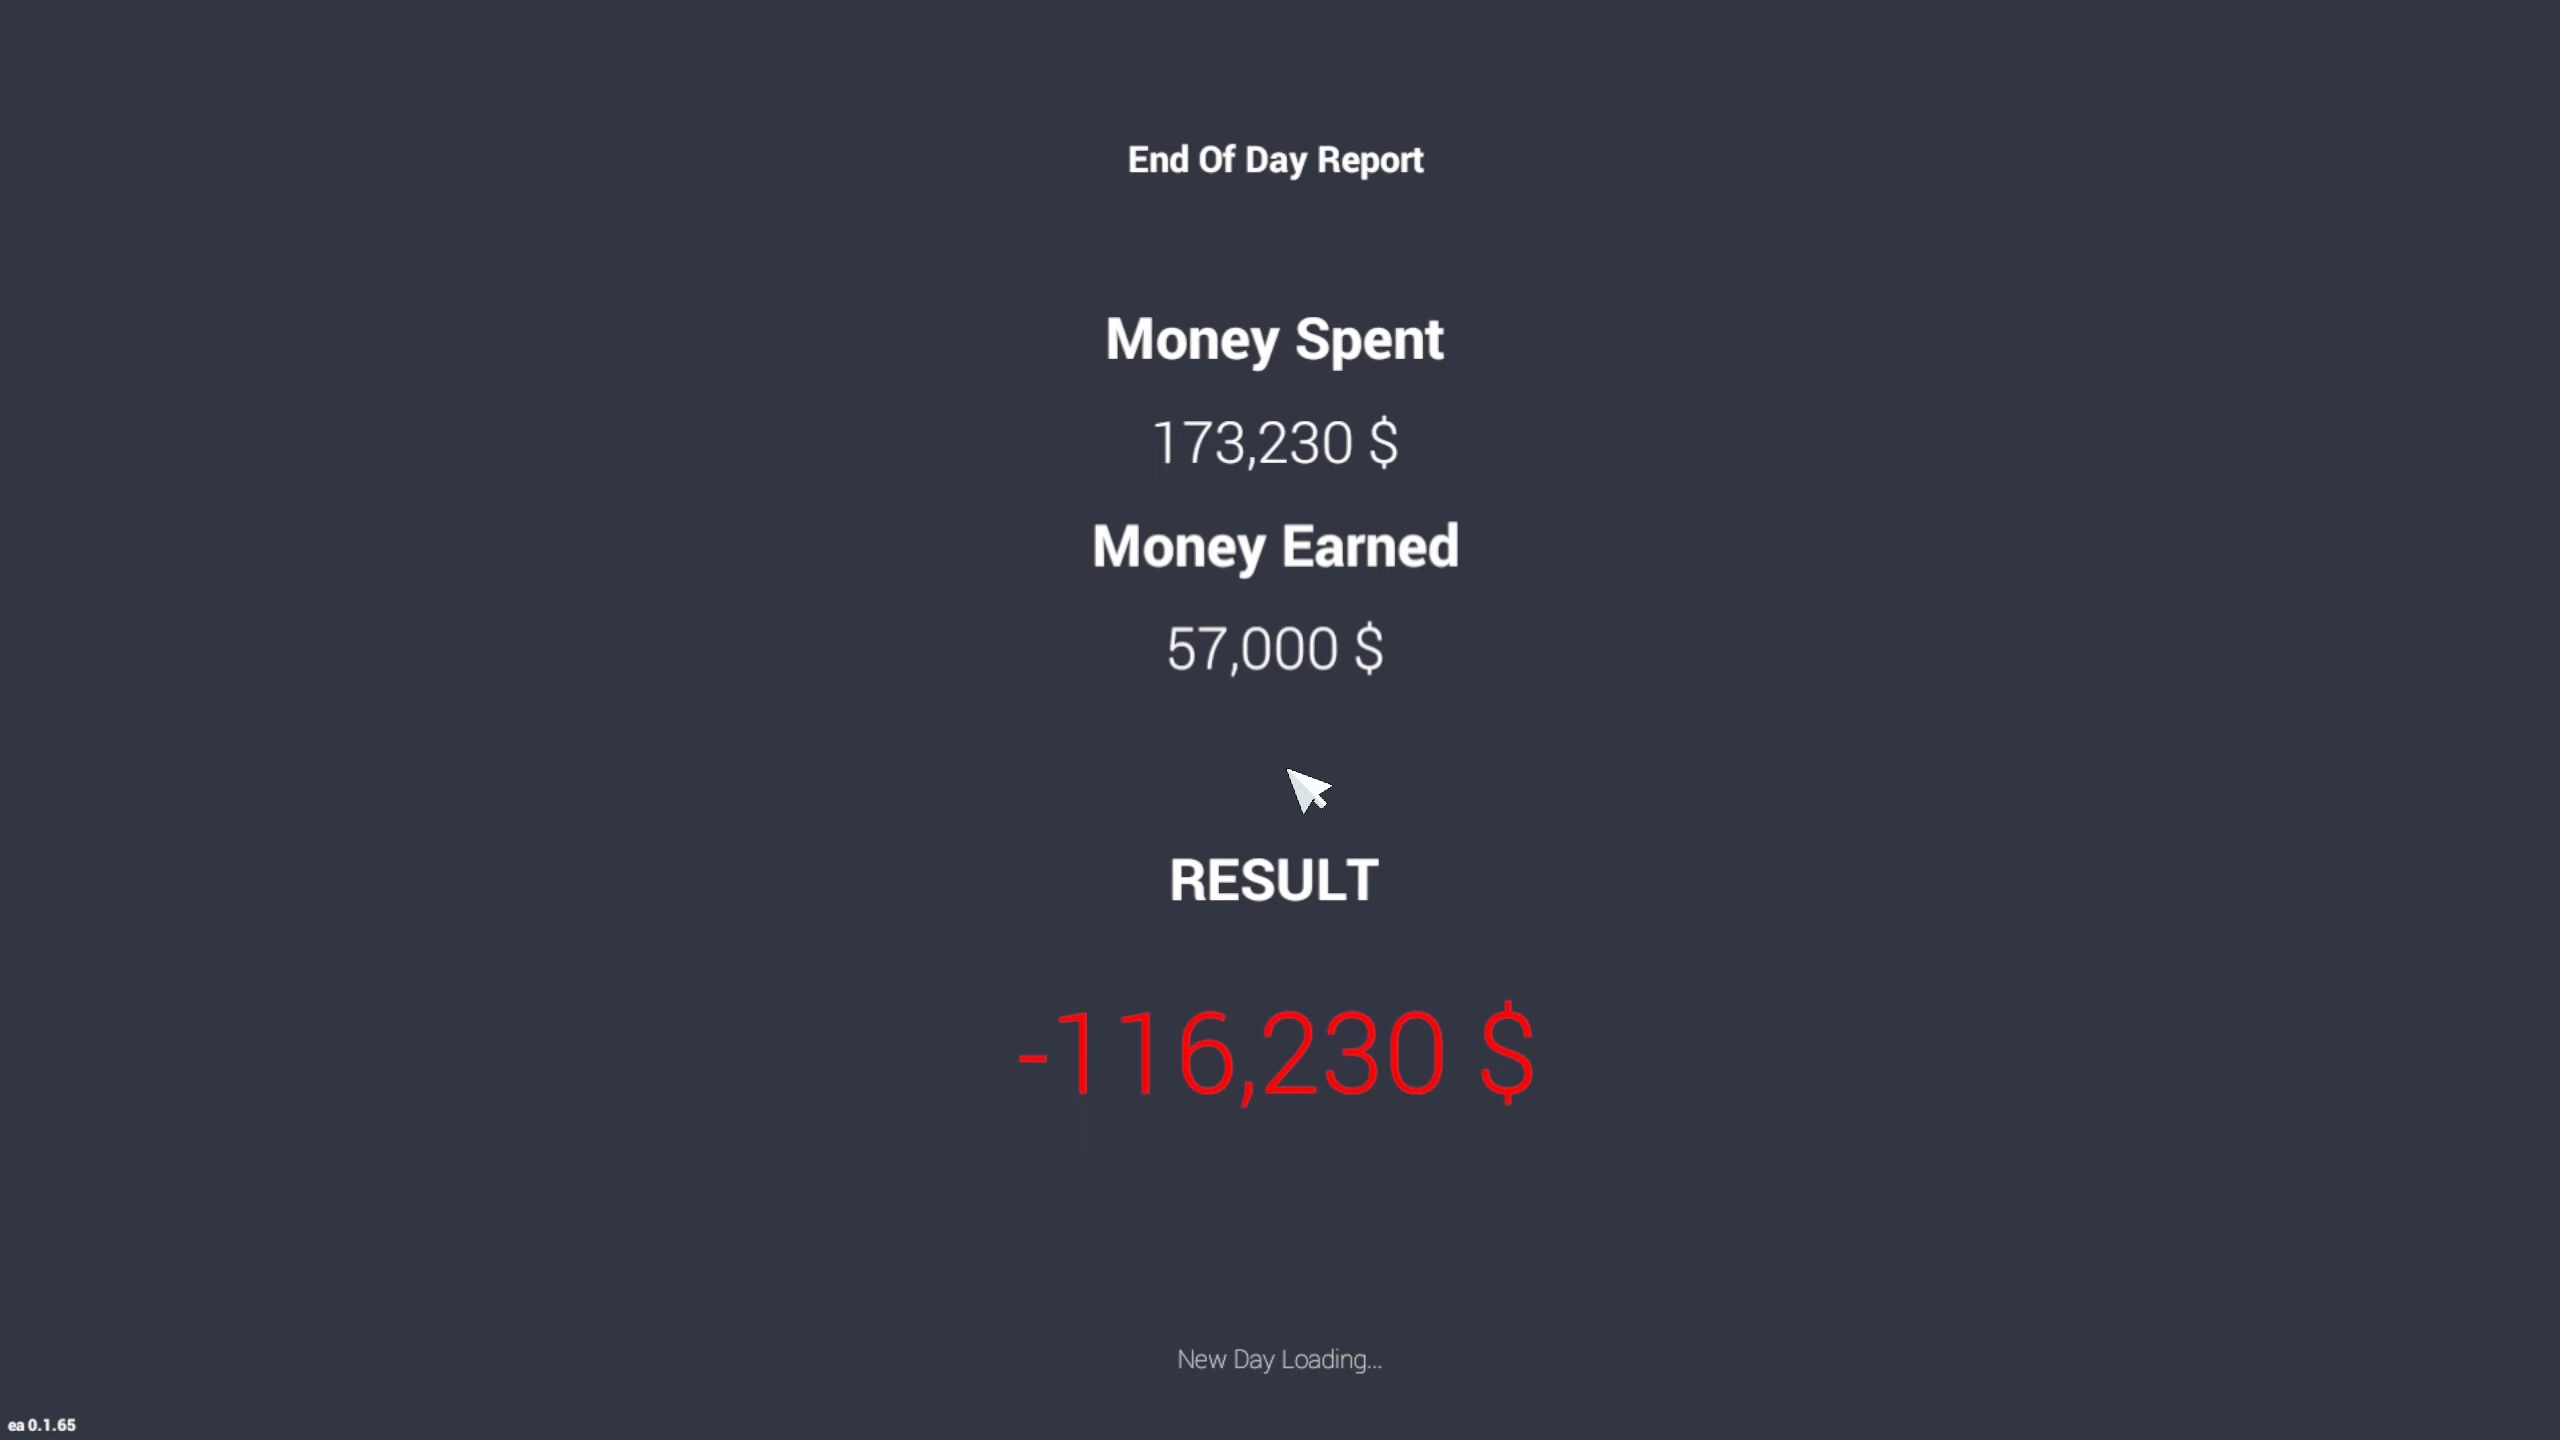 End Of Day Report
Money Spent
173,230 $
Money Earned
57,000 $
RESULT
-116,230 $
New Day Loading...
ea 0.1.65